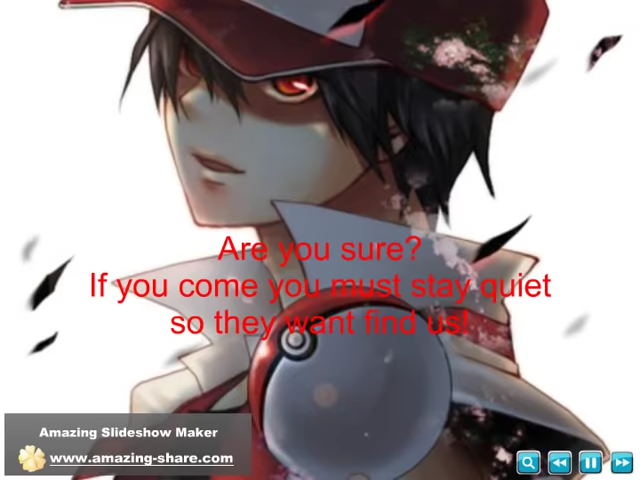 Are you sure?
If you come you must stay quiet
so they want find us!
Amazing Slideshow Maker
www.amazing-share.com